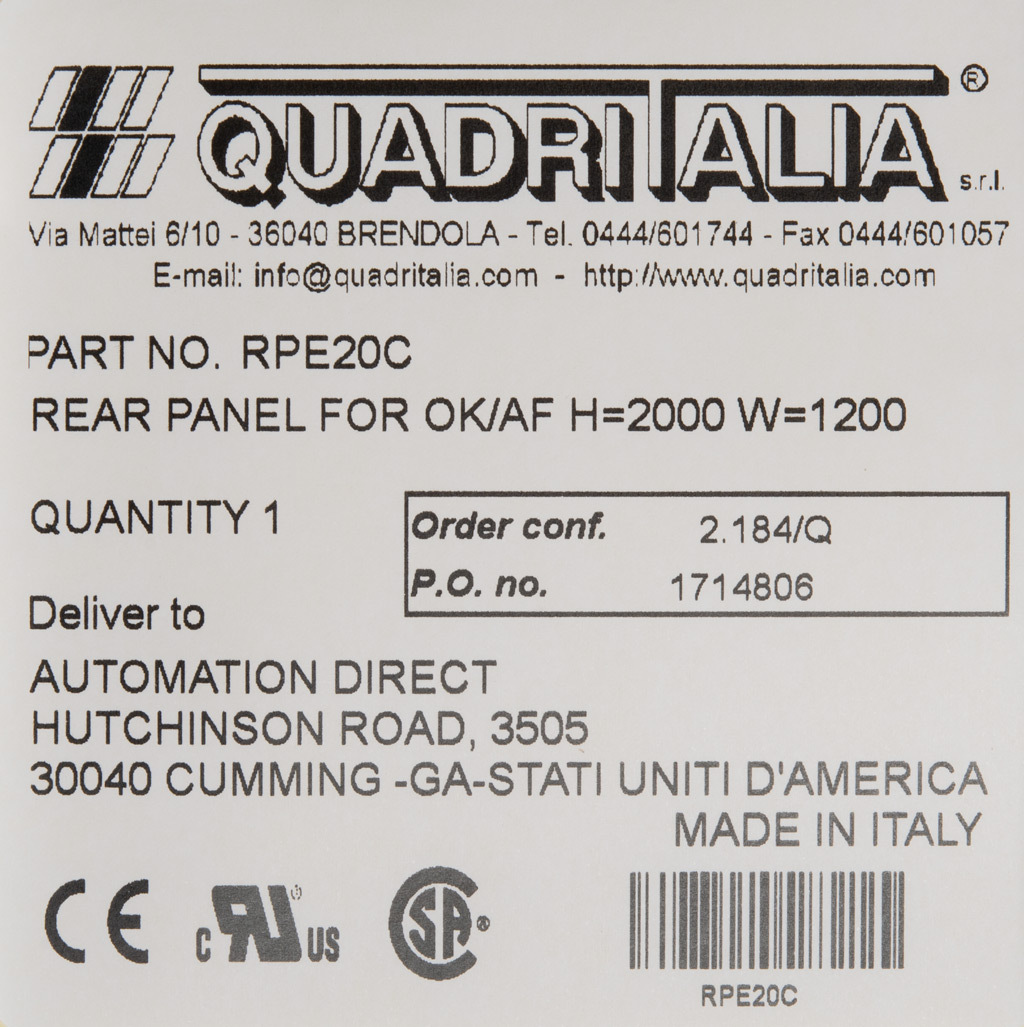 QUADRITALIA® s.r.l.
Via Mattei 6/10 - 36040 BRENDOLA - Tel. 0444/601744 - Fax 0444/601057
E-mail: info@quadritalia.com - http://www.quadritalia.com
PART NO. RPE20C
REAR PANEL FOR OK/AF H=2000 W=1200
QUANTITY 1
Order conf. 2.184/Q
P.O. no. 1714806
Deliver to
AUTOMATION DIRECT
HUTCHINSON ROAD, 3505
30040 CUMMING -GA-STATI UNITI D'AMERICA
MADE IN ITALY
CE c RU US SA®
RPE20C